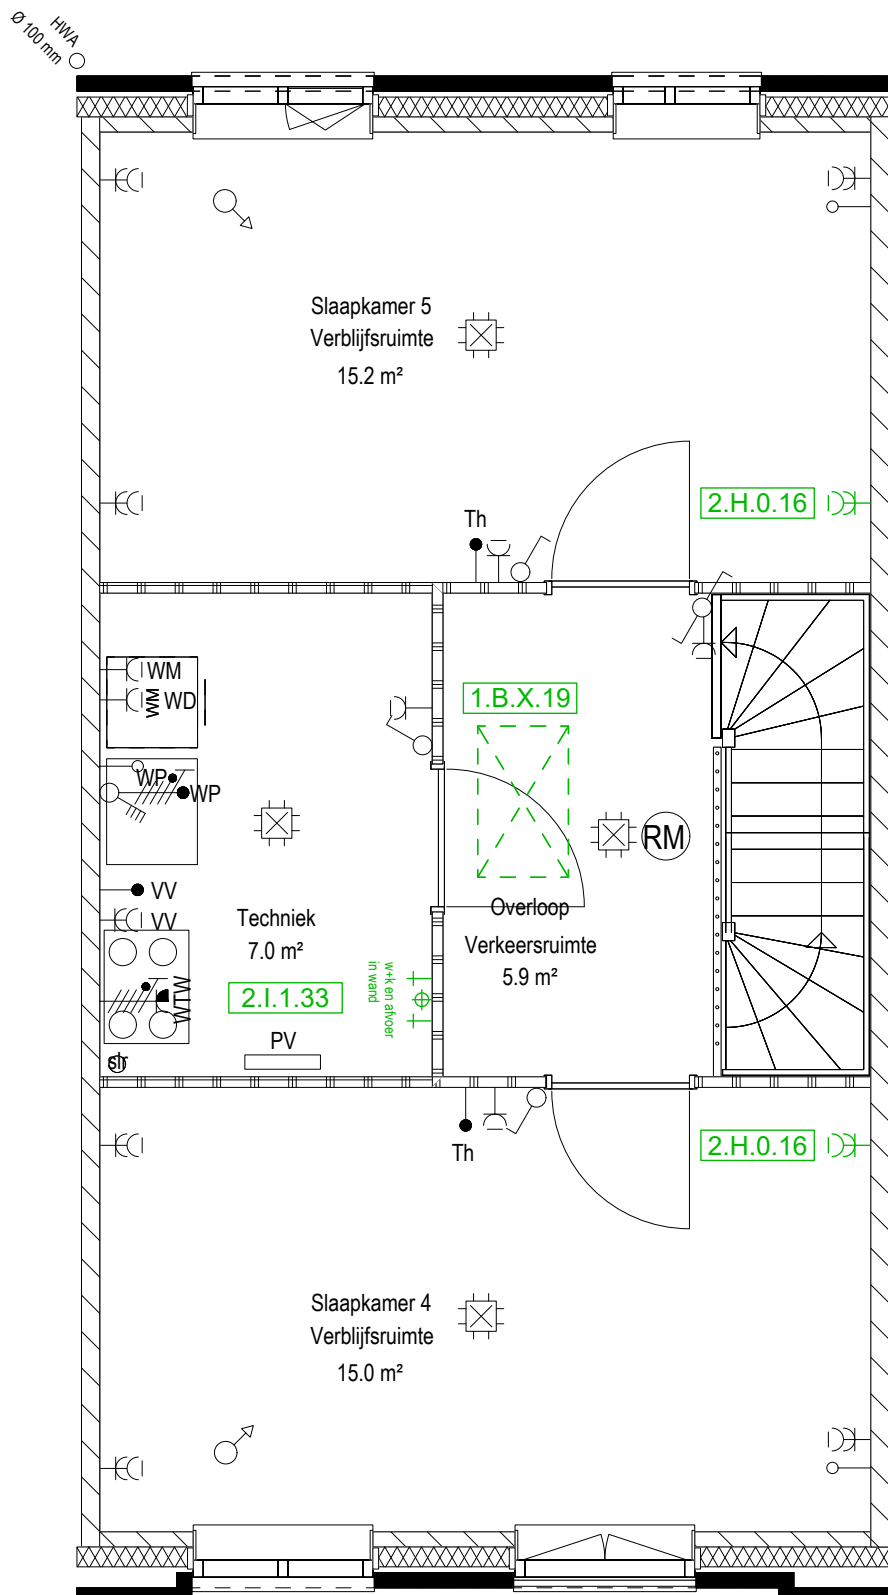 HWA
Ø 100 mm
Slaapkamer 5
Verblijfsruimte
15.2 m²
2.H.0.16
Th
WM
WM
WD
1.B.X.19
WP
WP
RM
VV
VV
Techniek
7.0 m²
Overloop
Verkeersruimte
5.9 m²
w+k en afvoer
in wand
2.I.1.33
WTW
PV
str
Th
2.H.0.16
Slaapkamer 4
Verblijfsruimte
15.0 m²